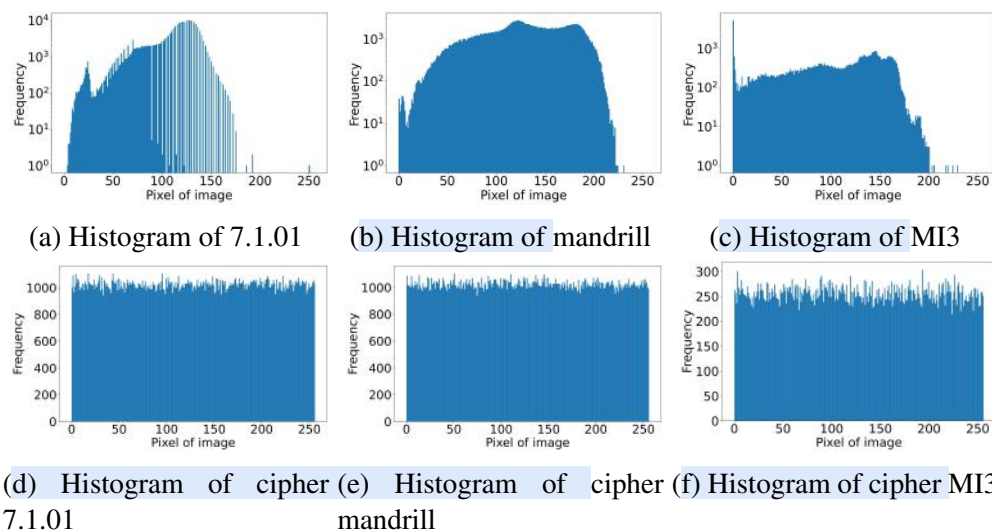 10⁴
10³
10²
10¹
10⁰
Frequency
0 50 100 150 200 250
Pixel of image
10³
10²
10¹
10⁰
Frequency
0 50 100 150 200 250
Pixel of image
10³
10²
10¹
10⁰
Frequency
0 50 100 150 200 250
Pixel of image
(a) Histogram of 7.1.01 (b) Histogram of mandrill (c) Histogram of MI3
1000
800
600
400
200
0
Frequency
0 50 100 150 200 250
Pixel of image
1000
800
600
400
200
0
Frequency
0 50 100 150 200 250
Pixel of image
300
250
200
150
100
50
0
Frequency
0 50 100 150 200 250
Pixel of image
(d) Histogram of cipher (e) Histogram of cipher (f) Histogram of cipher MI3
7.1.01 mandrill